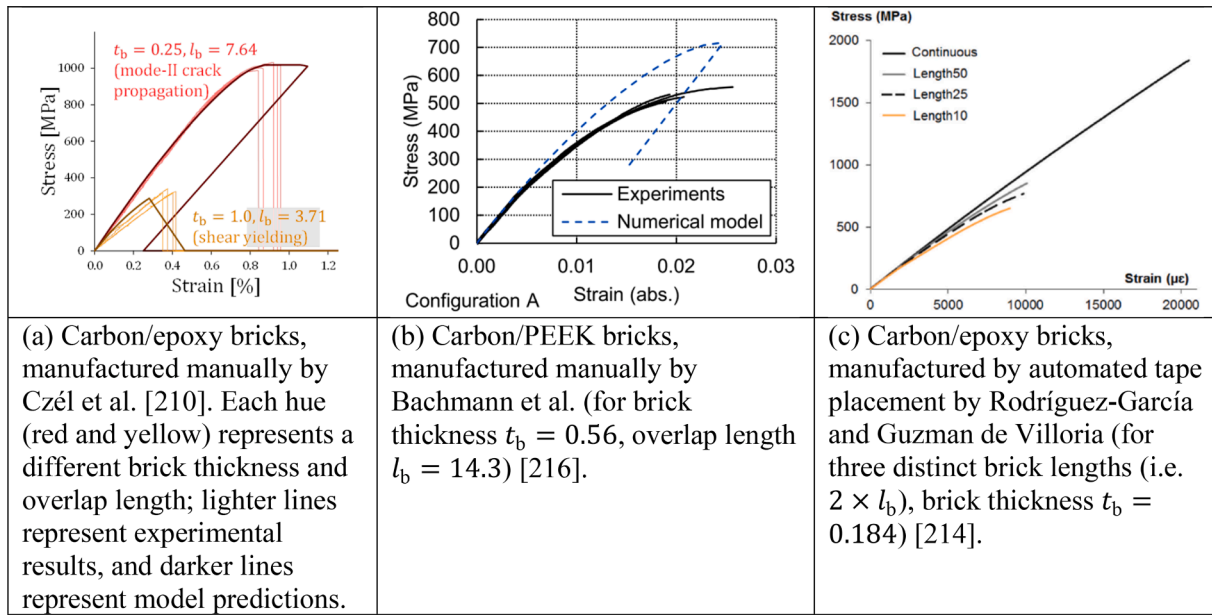 t_b = 0.25, l_b = 7.64
(mode-II crack
propagation)
t_b = 1.0, l_b = 3.71
(shear yielding)
Stress [MPa]
1000
800
600
400
200
0
0.0 0.2 0.4 0.6 0.8 1.0 1.2
Strain [%]
Stress (MPa)
800
700
600
500
400
300
200
100
0
Experiments
Numerical model
0.00 0.01 0.02 0.03
Configuration A
Strain (abs.)
Stress (MPa)
2000
1500
1000
500
0
Continuous
Length50
Length25
Length10
Strain (με)
0 5000 10000 15000 20000
(a) Carbon/epoxy bricks,
manufactured manually by
Czél et al. [210]. Each hue
(red and yellow) represents a
different brick thickness and
overlap length; lighter lines
represent experimental
results, and darker lines
represent model predictions.
(b) Carbon/PEEK bricks,
manufactured manually by
Bachmann et al. (for brick
thickness t_b = 0.56, overlap length
l_b = 14.3) [216].
(c) Carbon/epoxy bricks,
manufactured by automated tape
placement by Rodríguez-García
and Guzman de Villoria (for
three distinct brick lengths (i.e.
2 × l_b), brick thickness t_b =
0.184) [214].